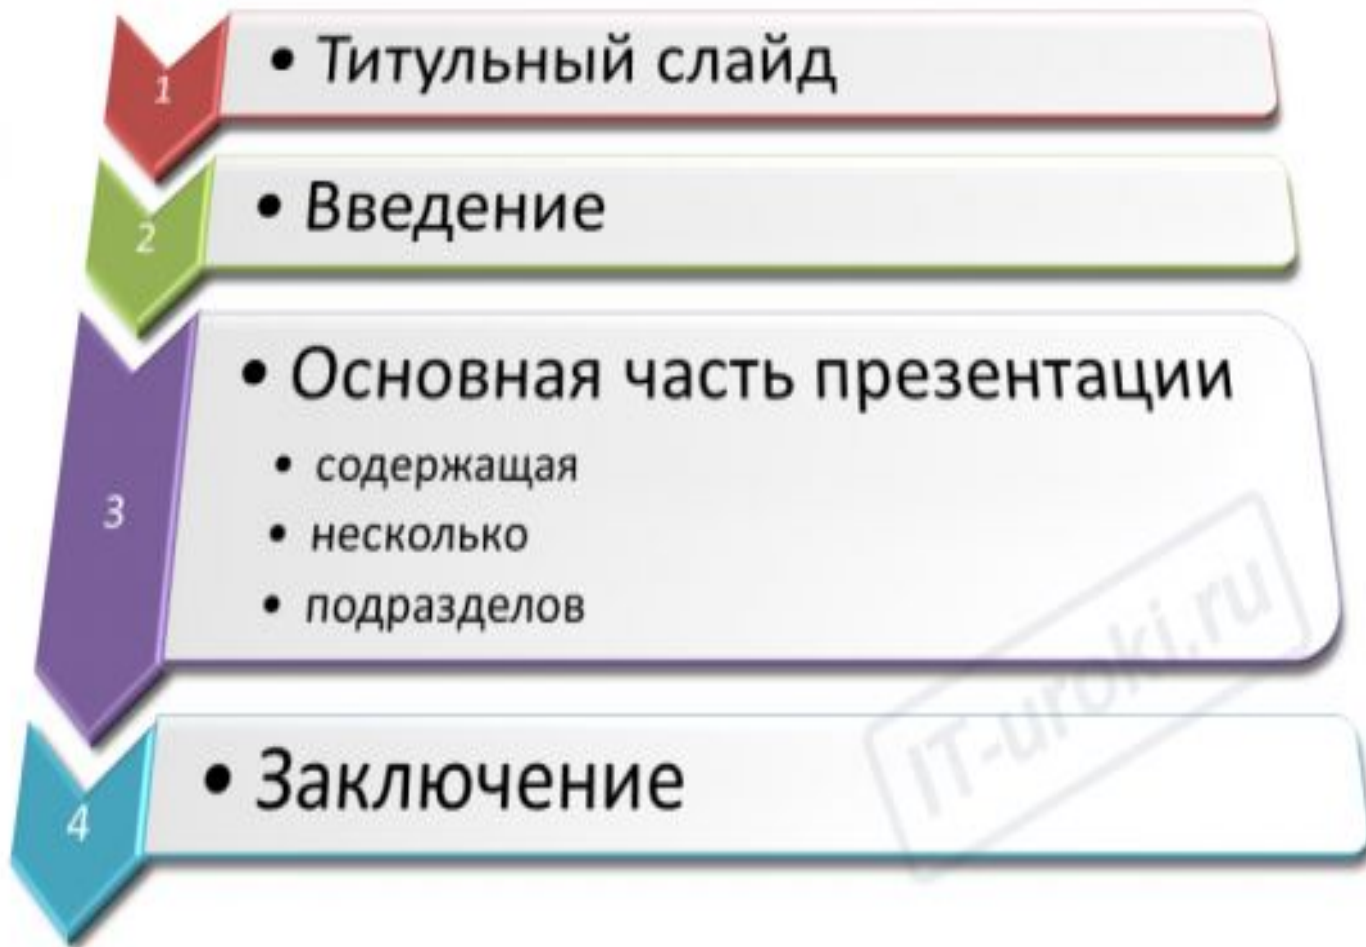 1
• Титульный слайд
2
• Введение
3
• Основная часть презентации
• содержащая
• несколько
• подразделов
IT-uroki.ru
4
• Заключение